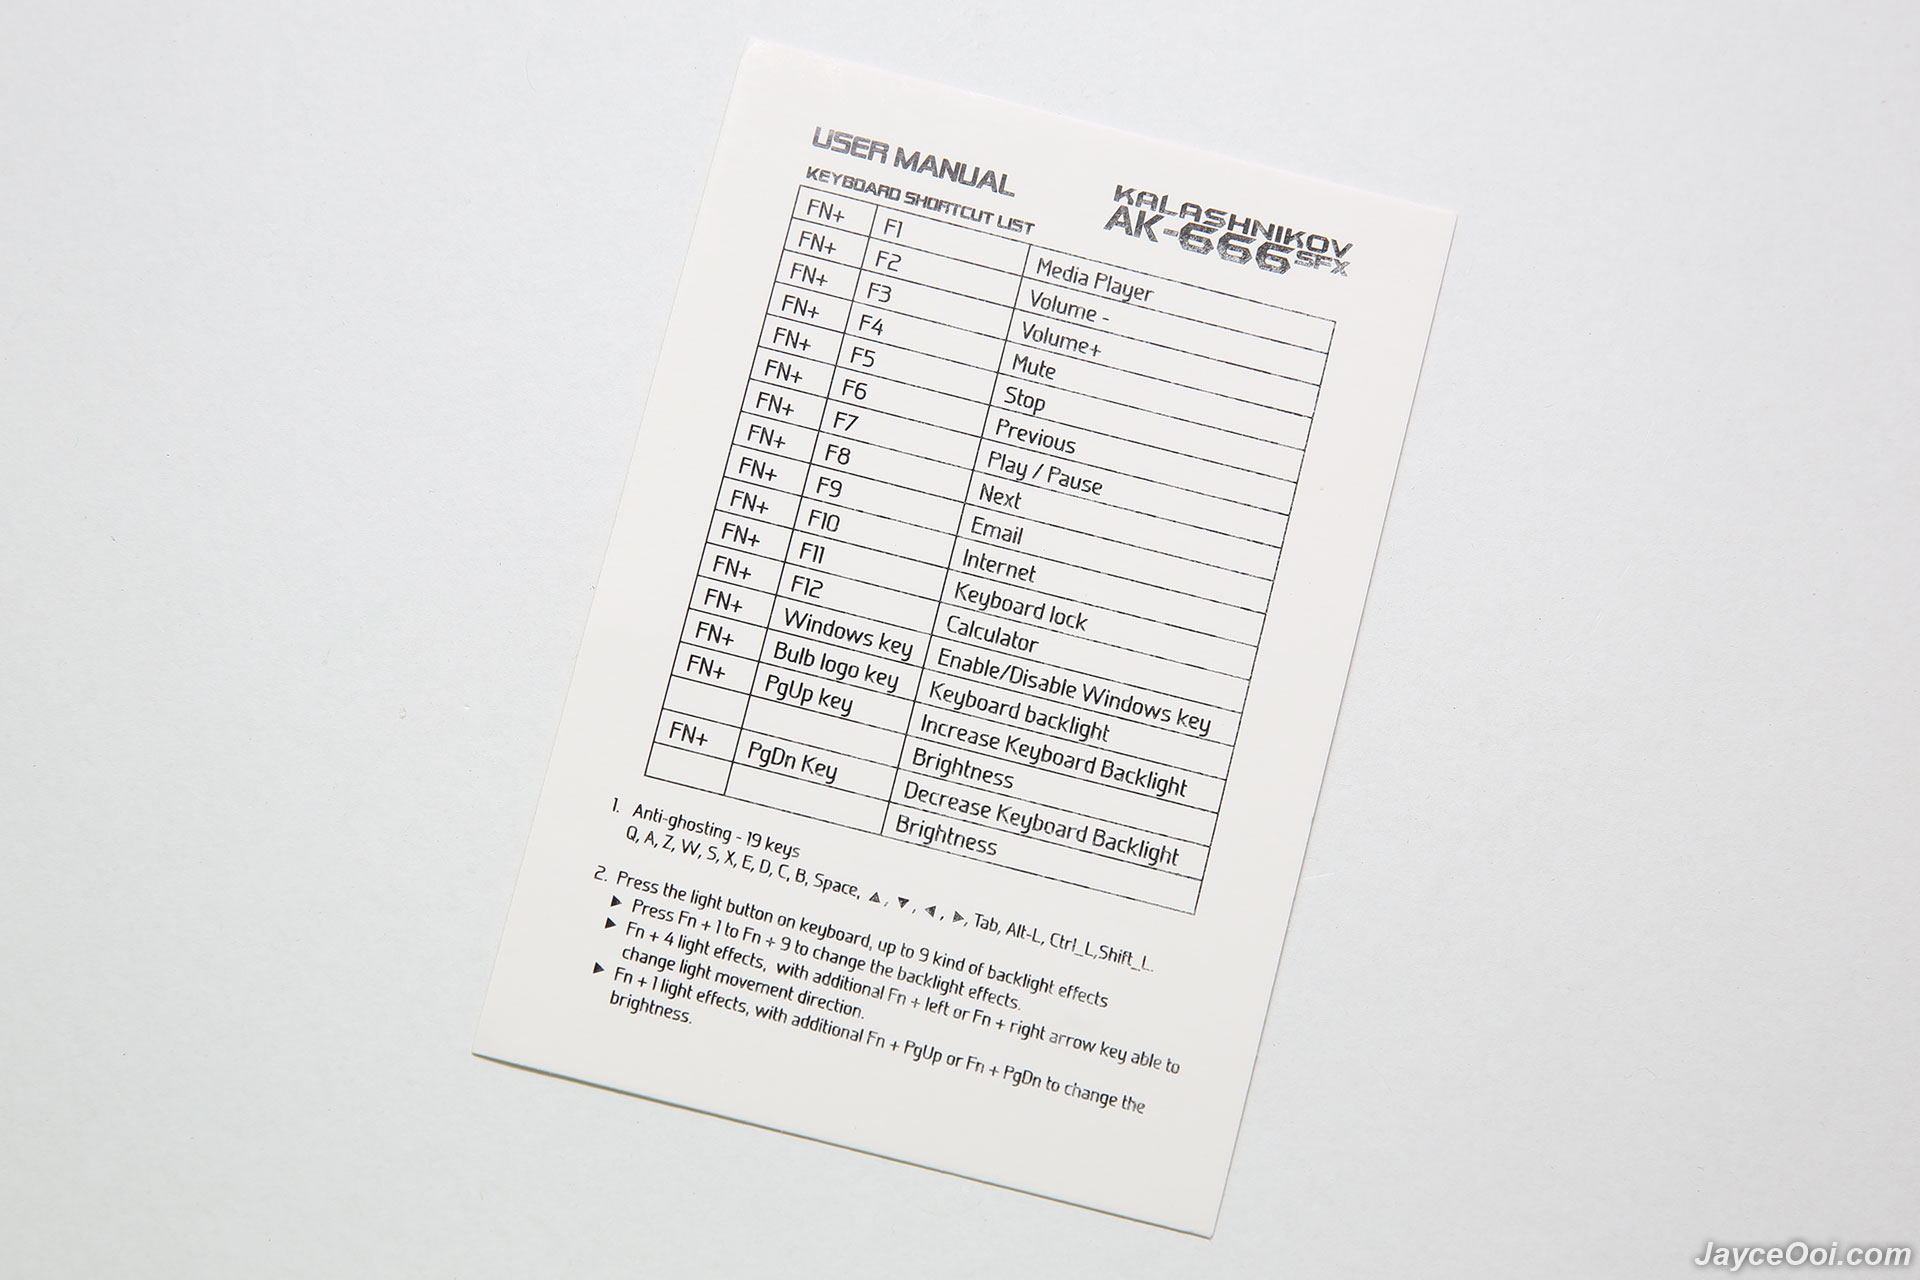 USER MANUAL
KALASHNIKOV
AK-666 SFX
KEYBOARD SHORTCUT LIST
FN+ F1 Media Player
FN+ F2 Volume -
FN+ F3 Volume+
FN+ F4 Mute
FN+ F5 Stop
FN+ F6 Previous
FN+ F7 Play / Pause
FN+ F8 Next
FN+ F9 Email
FN+ F10 Internet
FN+ F11 Keyboard lock
FN+ F12 Calculator
FN+ Windows key Enable/Disable Windows key
FN+ Bulb logo key Keyboard backlight
FN+ PgUp key Increase Keyboard Backlight
Brightness
FN+ PgDn Key Decrease Keyboard Backlight
Brightness
1. Anti-ghosting - 19 keys
Q, A, Z, W, S, X, E, D, C, B, Space, ▲, ▼, ◀, ▶, Tab, Alt-L, Ctrl_L,Shift_L.
2. Press the light button on keyboard, up to 9 kind of backlight effects
▶ Press Fn + 1 to Fn + 9 to change the backlight effects.
▶ Fn + 4 light effects, with additional Fn + left or Fn + right arrow key able to
change light movement direction.
▶ Fn + 1 light effects, with additional Fn + PgUp or Fn + PgDn to change the
brightness.
JayceOoi.com